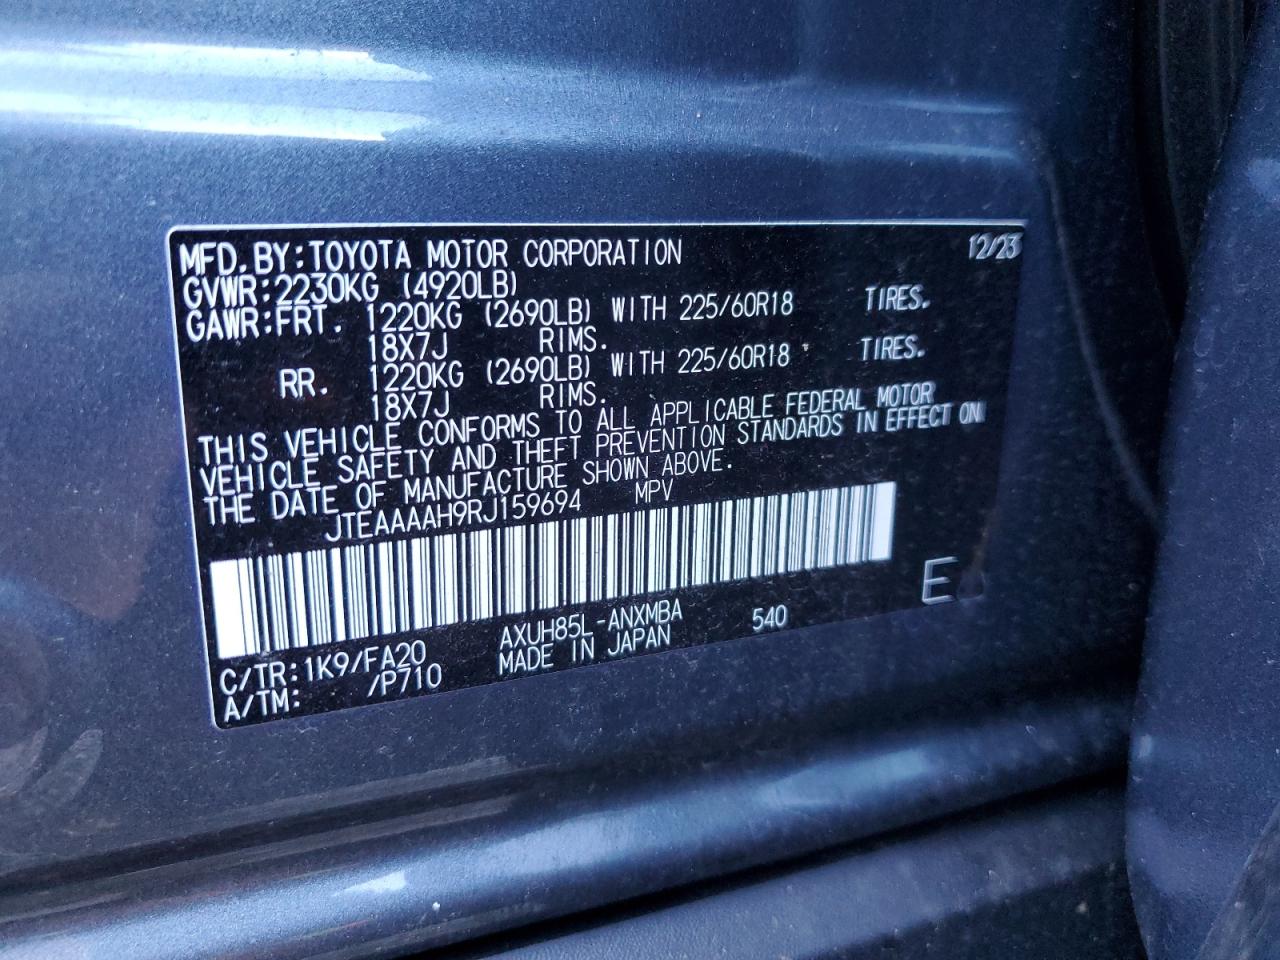 MFD. BY: TOYOTA MOTOR CORPORATION 12/23
GVWR: 2230KG (4920LB)
GAWR: FRT. 1220KG (2690LB) WITH 225/60R18 TIRES.
18X7J RIMS.
RR. 1220KG (2690LB) WITH 225/60R18 TIRES.
18X7J RIMS.
THIS VEHICLE CONFORMS TO ALL APPLICABLE FEDERAL MOTOR
VEHICLE SAFETY AND THEFT PREVENTION STANDARDS IN EFFECT ON
THE DATE OF MANUFACTURE SHOWN ABOVE.
JTEAAAAH9RJ159694 MPV
E
C/TR: 1K9/FA20 AXUH85L-ANXMBA 540
A/TM: /P710 MADE IN JAPAN